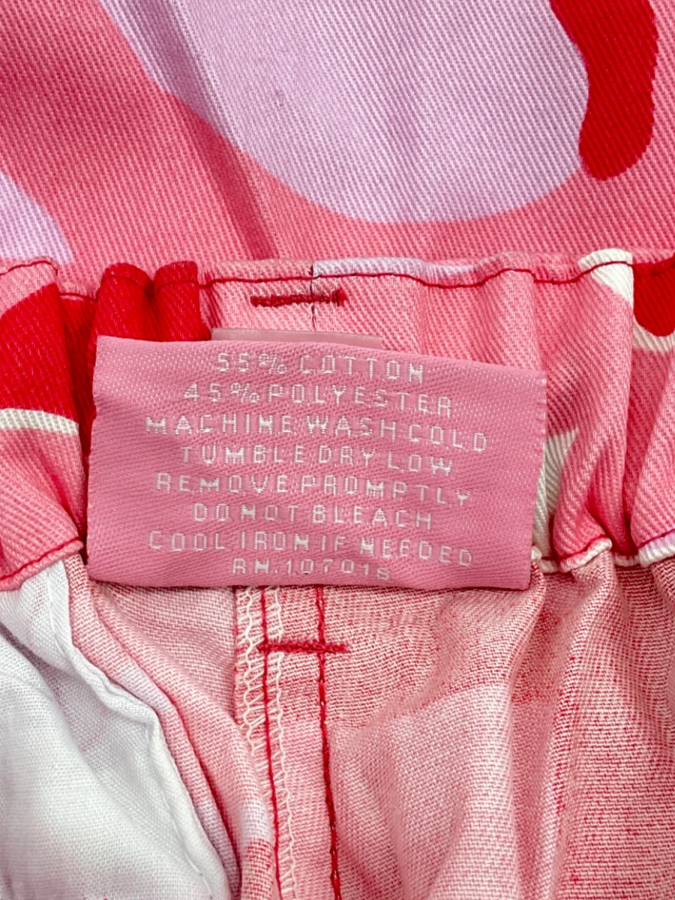 55% COTTON
45% POLYESTER
MACHINE WASH COLD
TUMBLE DRY LOW
REMOVE PROMPTLY
DO NOT BLEACH
COOL IRON IF NEEDED
RN. 107016